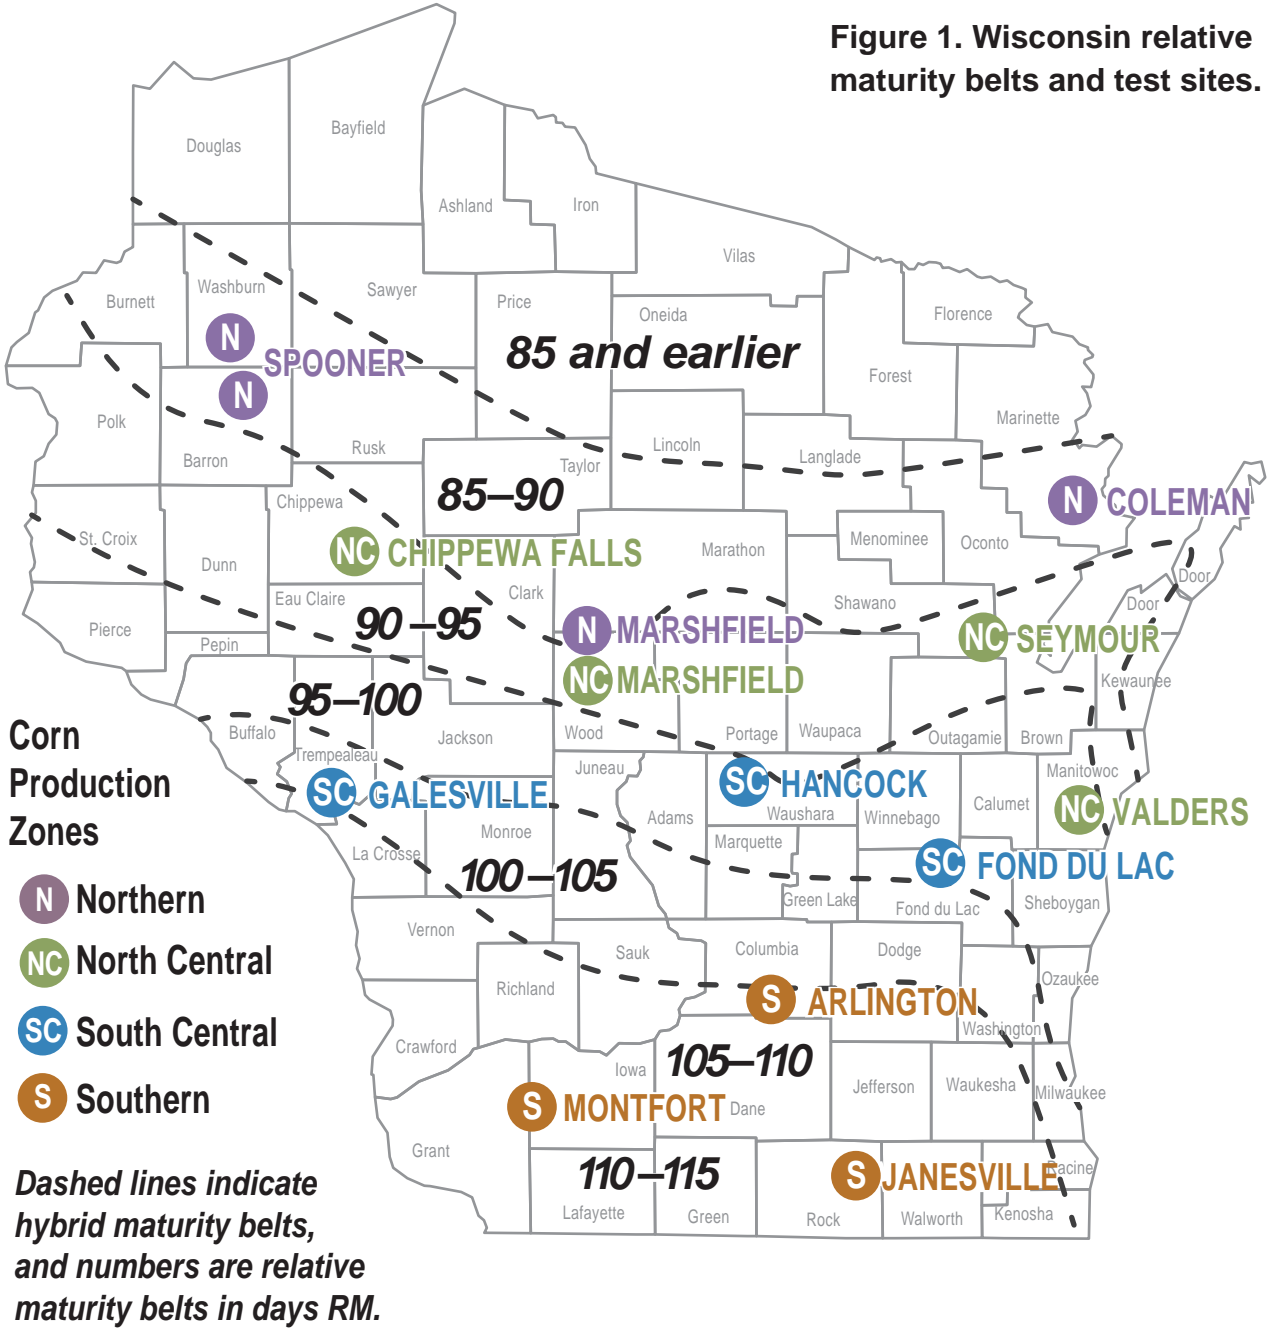 Figure 1. Wisconsin relative
maturity belts and test sites.
Bayfield
Douglas
Ashland
Iron
Vilas
Washburn
Sawyer
Burnett
Price
Oneida
Florence
N
SPOONER
85 and earlier
N
Forest
Polk
Marinette
Rusk
Lincoln
Langlade
Barron
Taylor
85–90
Chippewa
N COLEMAN
St. Croix
Dunn
NC CHIPPEWA FALLS
Marathon
Menominee
Oconto
Door
Eau Claire
Clark
Shawano
Door
Pierce
90–95
N MARSHFIELD
NC SEYMOUR
Pepin
NC MARSHFIELD
Kewaunee
95–100
Buffalo
Jackson
Wood
Portage
Waupaca
Outagamie
Brown
Trempealeau
Juneau
Manitowoc
SC GALESVILLE
SC HANCOCK
Calumet
NC VALDERS
Adams
Waushara
Winnebago
Monroe
Marquette
La Crosse
100–105
SC FOND DU LAC
Green Lake
Fond du Lac
Sheboygan
Vernon
Sauk
Columbia
Dodge
Richland
Ozaukee
S ARLINGTON
Washington
Crawford
Iowa
105–110
Jefferson
Waukesha
Milwaukee
S MONTFORT
Dane
Grant
110–115
S JANESVILLE
Racine
Lafayette
Green
Rock
Walworth
Kenosha
Corn
Production
Zones
N Northern
NC North Central
SC South Central
S Southern
Dashed lines indicate
hybrid maturity belts,
and numbers are relative
maturity belts in days RM.